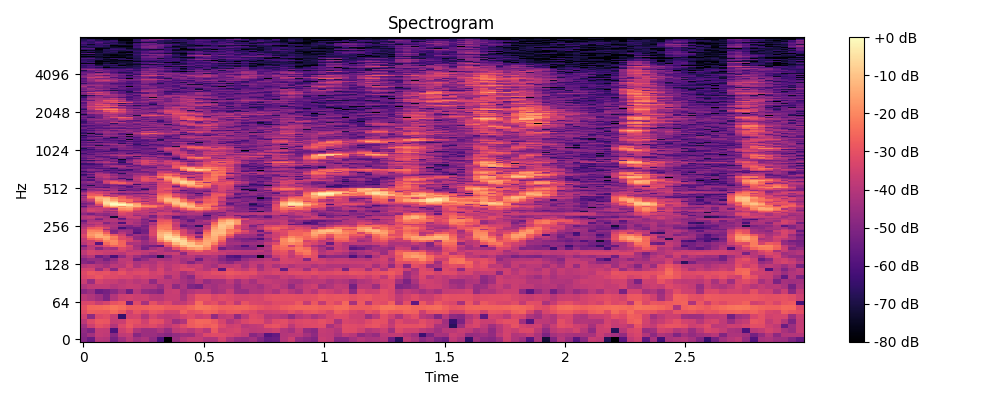 Spectrogram
4096
2048
1024
512
256
128
64
0
Hz
0
0.5
1
1.5
2
2.5
Time
+0 dB
-10 dB
-20 dB
-30 dB
-40 dB
-50 dB
-60 dB
-70 dB
-80 dB